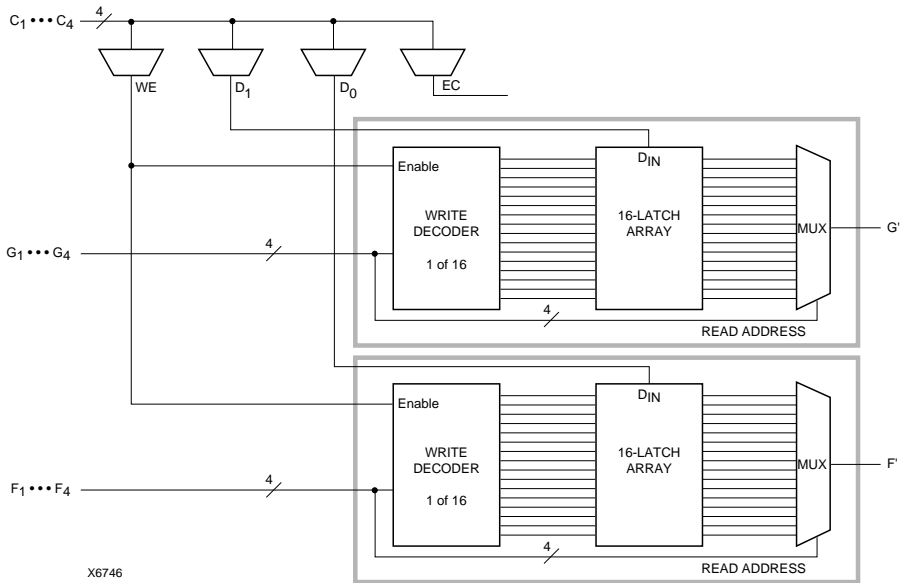 C1 ••• C4
4
WE
D1
D0
EC
Enable
WRITE
DECODER
1 of 16
DIN
16-LATCH
ARRAY
MUX
G'
G1 ••• G4
4
4
READ ADDRESS
Enable
WRITE
DECODER
1 of 16
DIN
16-LATCH
ARRAY
MUX
F'
F1 ••• F4
4
4
READ ADDRESS
X6746